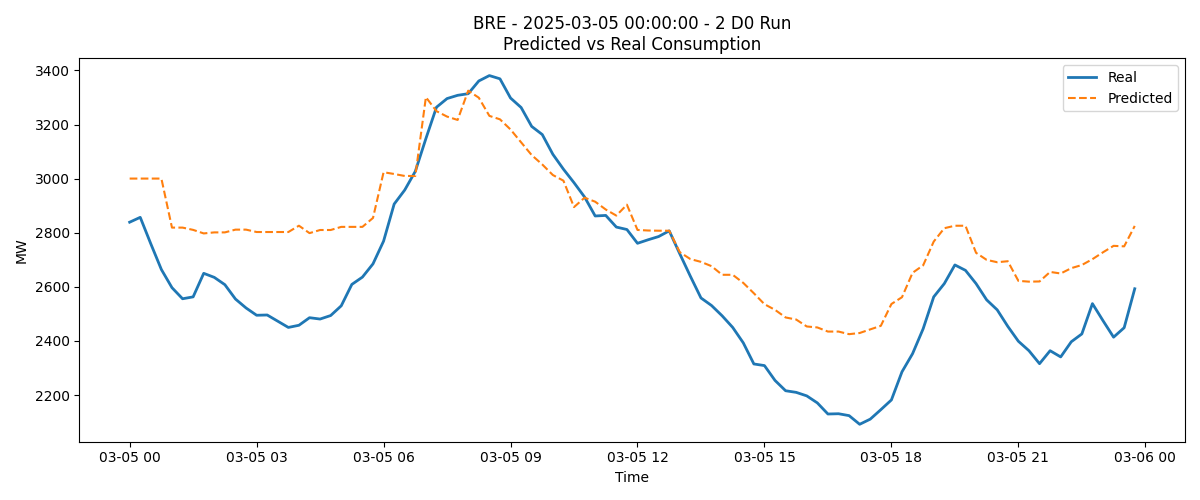 BRE - 2025-03-05 00:00:00 - 2 D0 Run
Predicted vs Real Consumption
Real
Predicted
MW
3400
3200
3000
2800
2600
2400
2200
03-05 00
03-05 03
03-05 06
03-05 09
03-05 12
03-05 15
03-05 18
03-05 21
03-06 00
Time